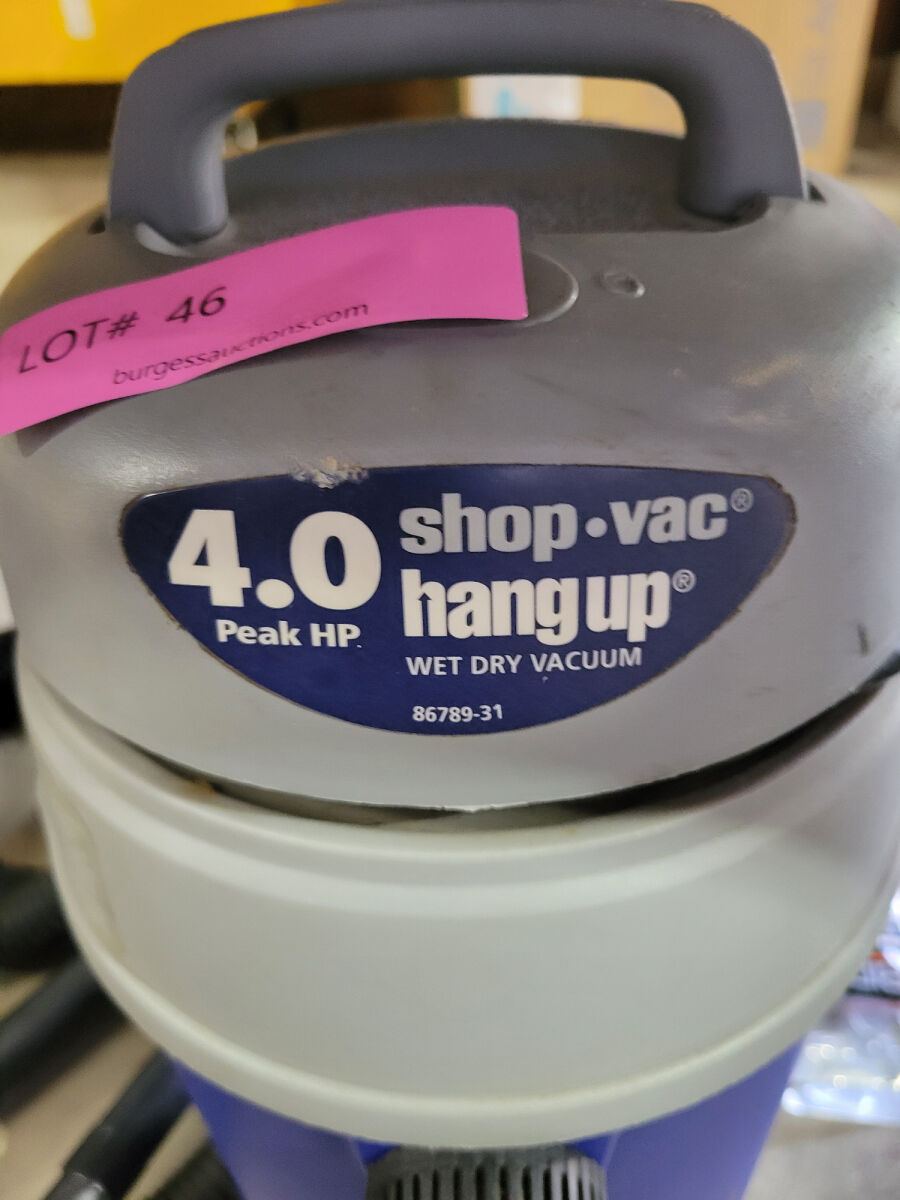 LOT# 46
burgessauctions.com
4.0
Peak HP.
shop•vac®
hangup®
WET DRY VACUUM
86789-31